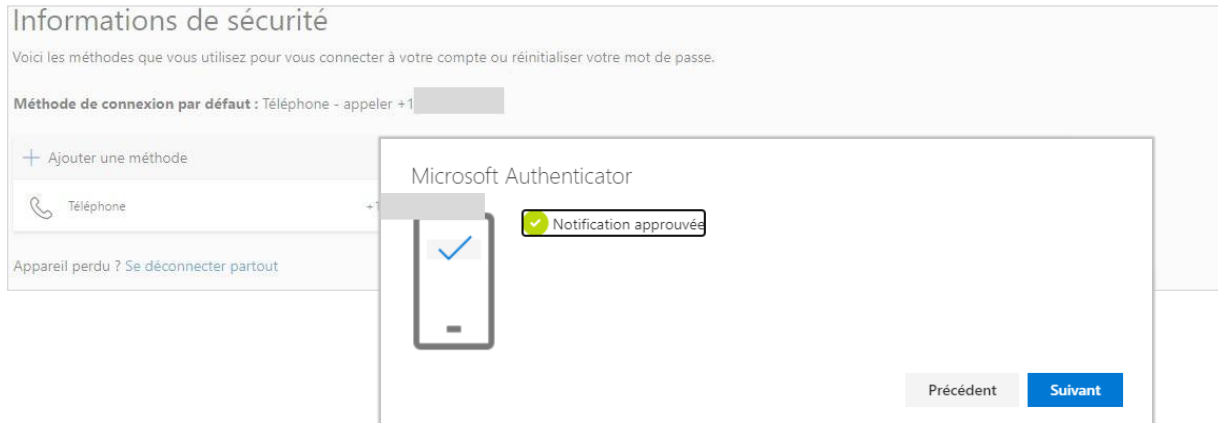 Informations de sécurité
Voici les méthodes que vous utilisez pour vous connecter à votre compte ou réinitialiser votre mot de passe.
Méthode de connexion par défaut : Téléphone - appeler +1
+ Ajouter une méthode
Téléphone +1
Appareil perdu ? Se déconnecter partout
Microsoft Authenticator
Notification approuvée
Précédent Suivant